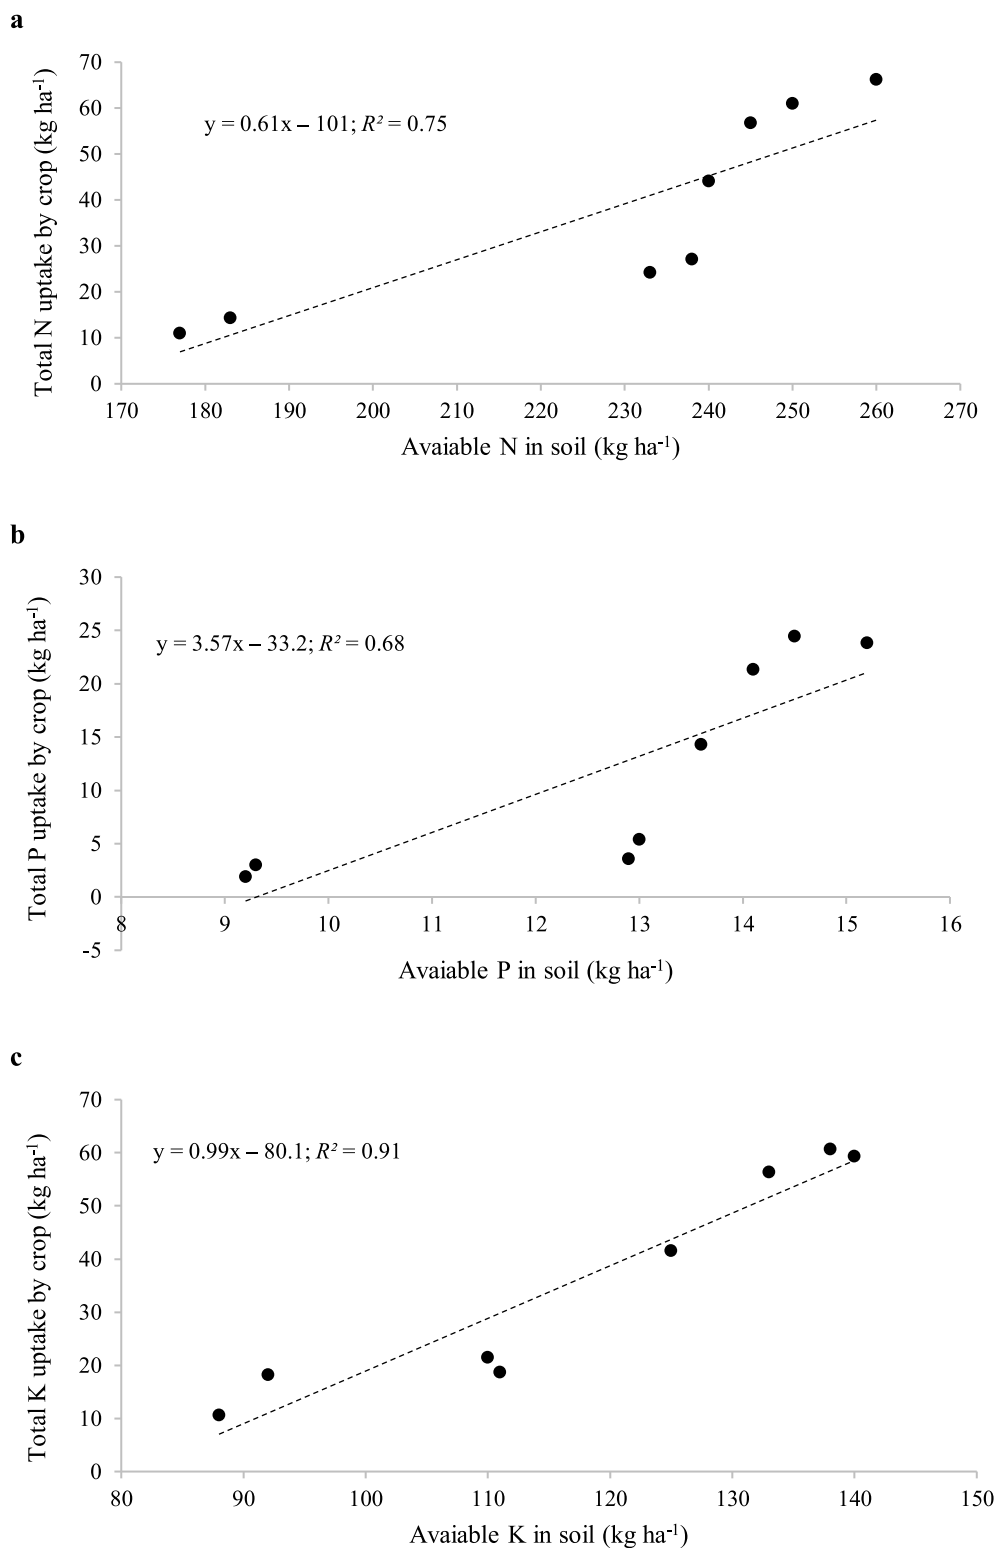 a
70
60
50
40
30
20
10
0
y = 0.61x – 101; R² = 0.75
Total N uptake by crop (kg ha⁻¹)
170 180 190 200 210 220 230 240 250 260 270
Avaiable N in soil (kg ha⁻¹)
b
30
25
20
15
10
5
0
-5
y = 3.57x – 33.2; R² = 0.68
Total P uptake by crop (kg ha⁻¹)
8 9 10 11 12 13 14 15 16
Avaiable P in soil (kg ha⁻¹)
c
70
60
50
40
30
20
10
0
y = 0.99x – 80.1; R² = 0.91
Total K uptake by crop (kg ha⁻¹)
80 90 100 110 120 130 140 150
Avaiable K in soil (kg ha⁻¹)